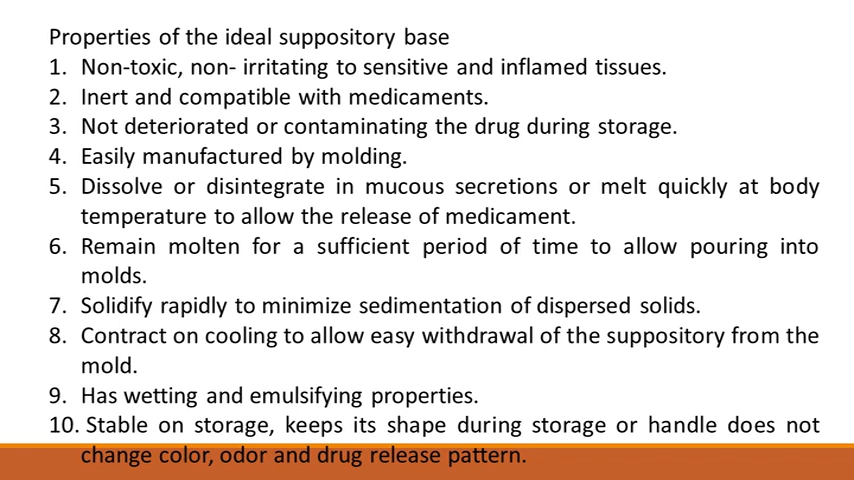 Properties of the ideal suppository base
1. Non-toxic, non- irritating to sensitive and inflamed tissues.
2. Inert and compatible with medicaments.
3. Not deteriorated or contaminating the drug during storage.
4. Easily manufactured by molding.
5. Dissolve or disintegrate in mucous secretions or melt quickly at body
temperature to allow the release of medicament.
6. Remain molten for a sufficient period of time to allow pouring into
molds.
7. Solidify rapidly to minimize sedimentation of dispersed solids.
8. Contract on cooling to allow easy withdrawal of the suppository from the
mold.
9. Has wetting and emulsifying properties.
10. Stable on storage, keeps its shape during storage or handle does not
change color, odor and drug release pattern.